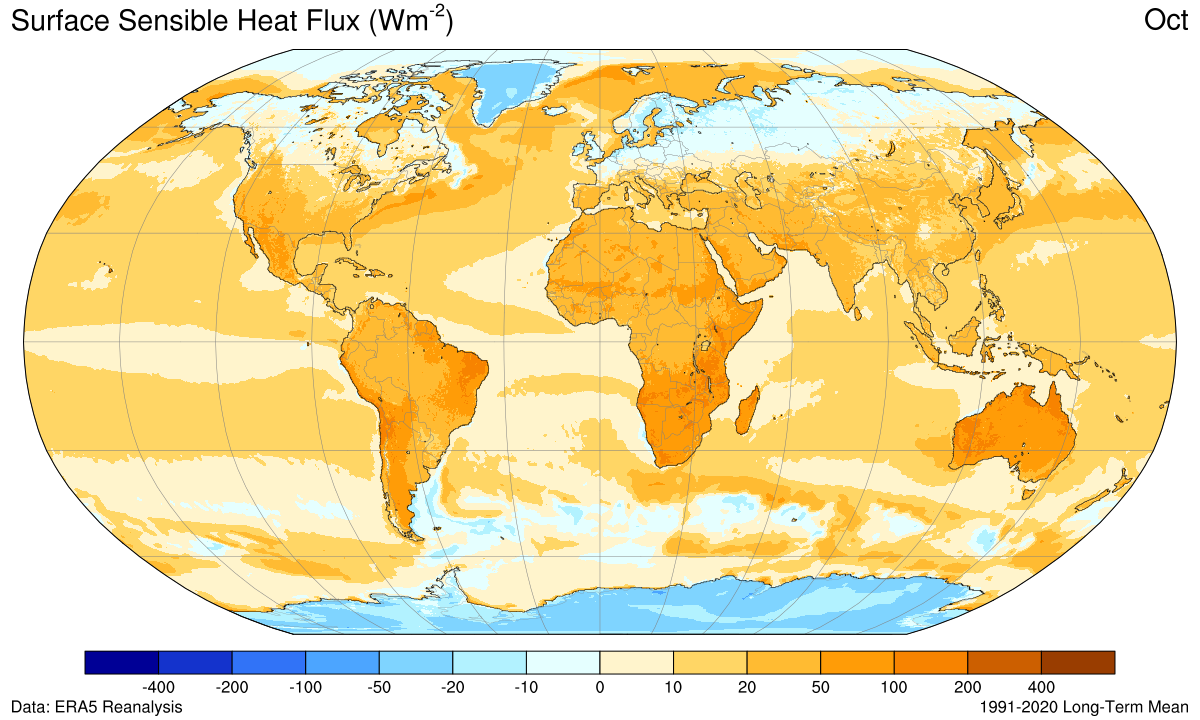 Surface Sensible Heat Flux (Wm-2)
Oct
-400 -200 -100 -50 -20 -10 0 10 20 50 100 200 400
Data: ERA5 Reanalysis
1991-2020 Long-Term Mean